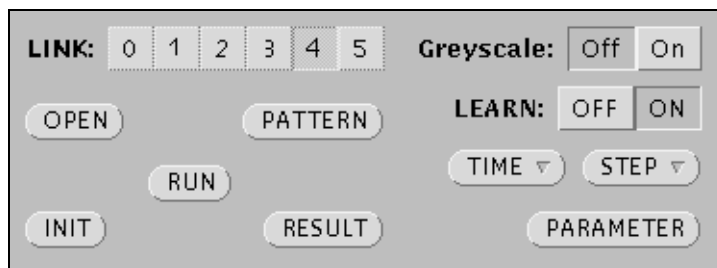 LINK: 0 1 2 3 4 5 Greyscale: Off On
LEARN: OFF ON
OPEN PATTERN
TIME STEP
RUN
INIT RESULT PARAMETER